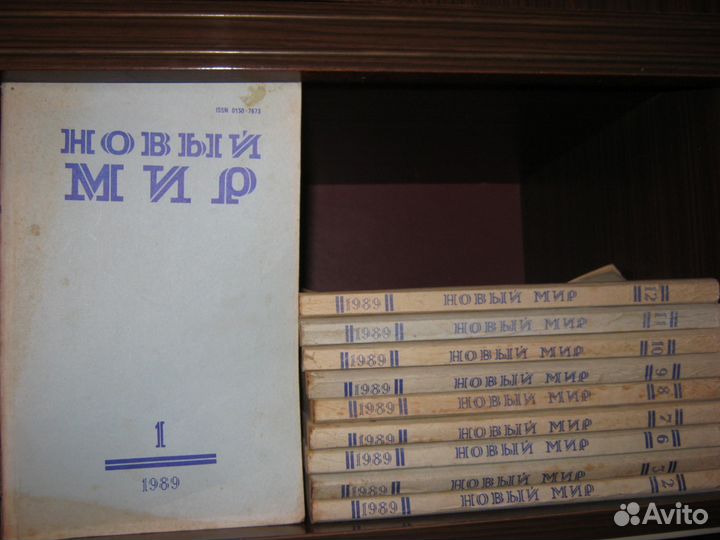 ISSN 0130-7673
НОВЫЙ
МИР
1
1989
1989 НОВЫЙ МИР 12
1989 НОВЫЙ МИР 11
1989 НОВЫЙ МИР 10
1989 НОВЫЙ МИР 9
1989 НОВЫЙ МИР 8
1989 НОВЫЙ МИР 7
1989 НОВЫЙ МИР 6
1989 НОВЫЙ МИР 3
1989 НОВЫЙ МИР 2
Avito